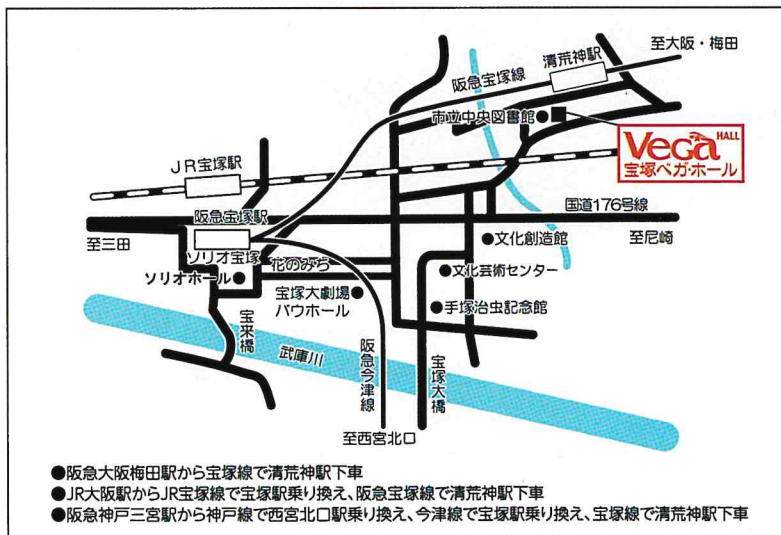 至大阪・梅田
清荒神駅
阪急宝塚線
市立中央図書館
Vega HALL
宝塚ベガ・ホール
JR宝塚駅
国道176号線
阪急宝塚駅
至三田
文化創造館
至尼崎
ソリオ宝塚
花のみち
文化芸術センター
ソリオホール
宝塚大劇場
バウホール
手塚治虫記念館
宝来橋
武庫川
阪急今津線
宝塚大橋
至西宮北口
●阪急大阪梅田駅から宝塚線で清荒神駅下車
●JR大阪駅からJR宝塚線で宝塚駅乗り換え、阪急宝塚線で清荒神駅下車
●阪急神戸三宮駅から神戸線で西宮北口駅乗り換え、今津線で宝塚駅乗り換え、宝塚線で清荒神駅下車